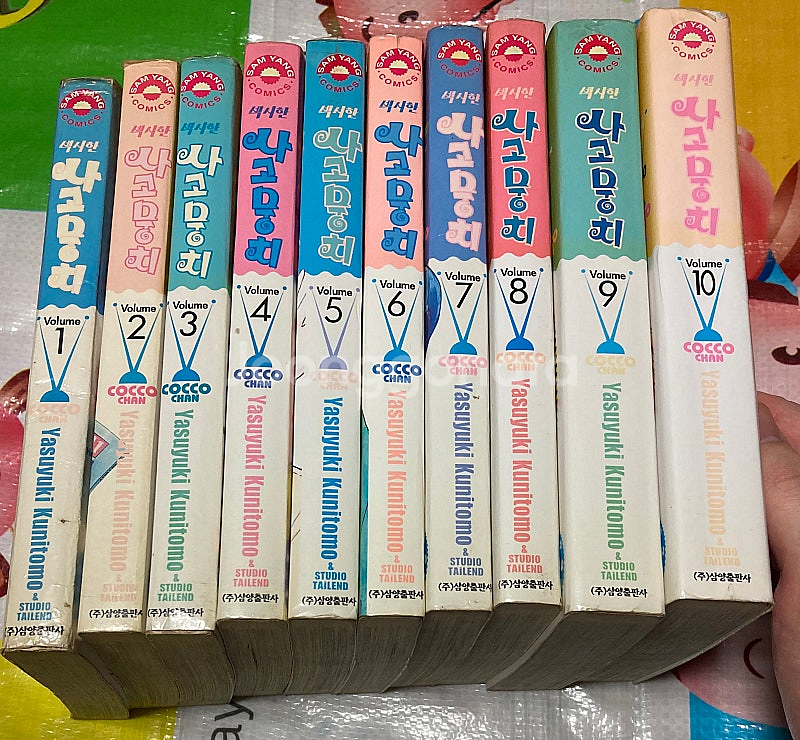 SAM YANG
COMICS
섹시한
사고뭉치
Volume
1
COCCO
CHAN
Yasuyuki Kunitomo
&
STUDIO
TAILEND
(주)삼양출판사
SAM YANG
COMICS
섹시한
사고뭉치
Volume
2
COCCO
CHAN
Yasuyuki Kunitomo
&
STUDIO
TAILEND
(주)삼양출판사
SAM YANG
COMICS
섹시한
사고뭉치
Volume
3
COCCO
CHAN
Yasuyuki Kunitomo
&
STUDIO
TAILEND
(주)삼양출판사
SAM YANG
COMICS
섹시한
사고뭉치
Volume
4
COCCO
CHAN
Yasuyuki Kunitomo
&
STUDIO
TAILEND
(주)삼양출판사
SAM YANG
COMICS
섹시한
사고뭉치
Volume
5
COCCO
CHAN
Yasuyuki Kunitomo
&
STUDIO
TAILEND
(주)삼양출판사
SAM YANG
COMICS
섹시한
사고뭉치
Volume
6
COCCO
CHAN
Yasuyuki Kunitomo
&
STUDIO
TAILEND
(주)삼양출판사
SAM YANG
COMICS
섹시한
사고뭉치
Volume
7
COCCO
CHAN
Yasuyuki Kunitomo
&
STUDIO
TAILEND
(주)삼양출판사
SAM YANG
COMICS
섹시한
사고뭉치
Volume
8
COCCO
CHAN
Yasuyuki Kunitomo
&
STUDIO
TAILEND
(주)삼양출판사
SAM YANG
COMICS
섹시한
사고뭉치
Volume
9
COCCO
CHAN
Yasuyuki Kunitomo
&
STUDIO
TAILEND
(주)삼양출판사
SAM YANG
COMICS
섹시한
사고뭉치
Volume
10
COCCO
CHAN
Yasuyuki Kunitomo
&
STUDIO
TAILEND
(주)삼양출판사